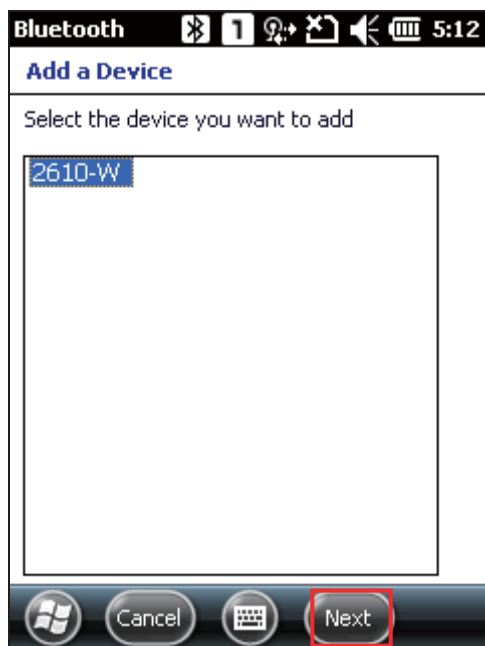 Bluetooth 1 5:12
Add a Device
Select the device you want to add
2610-W
Cancel Next